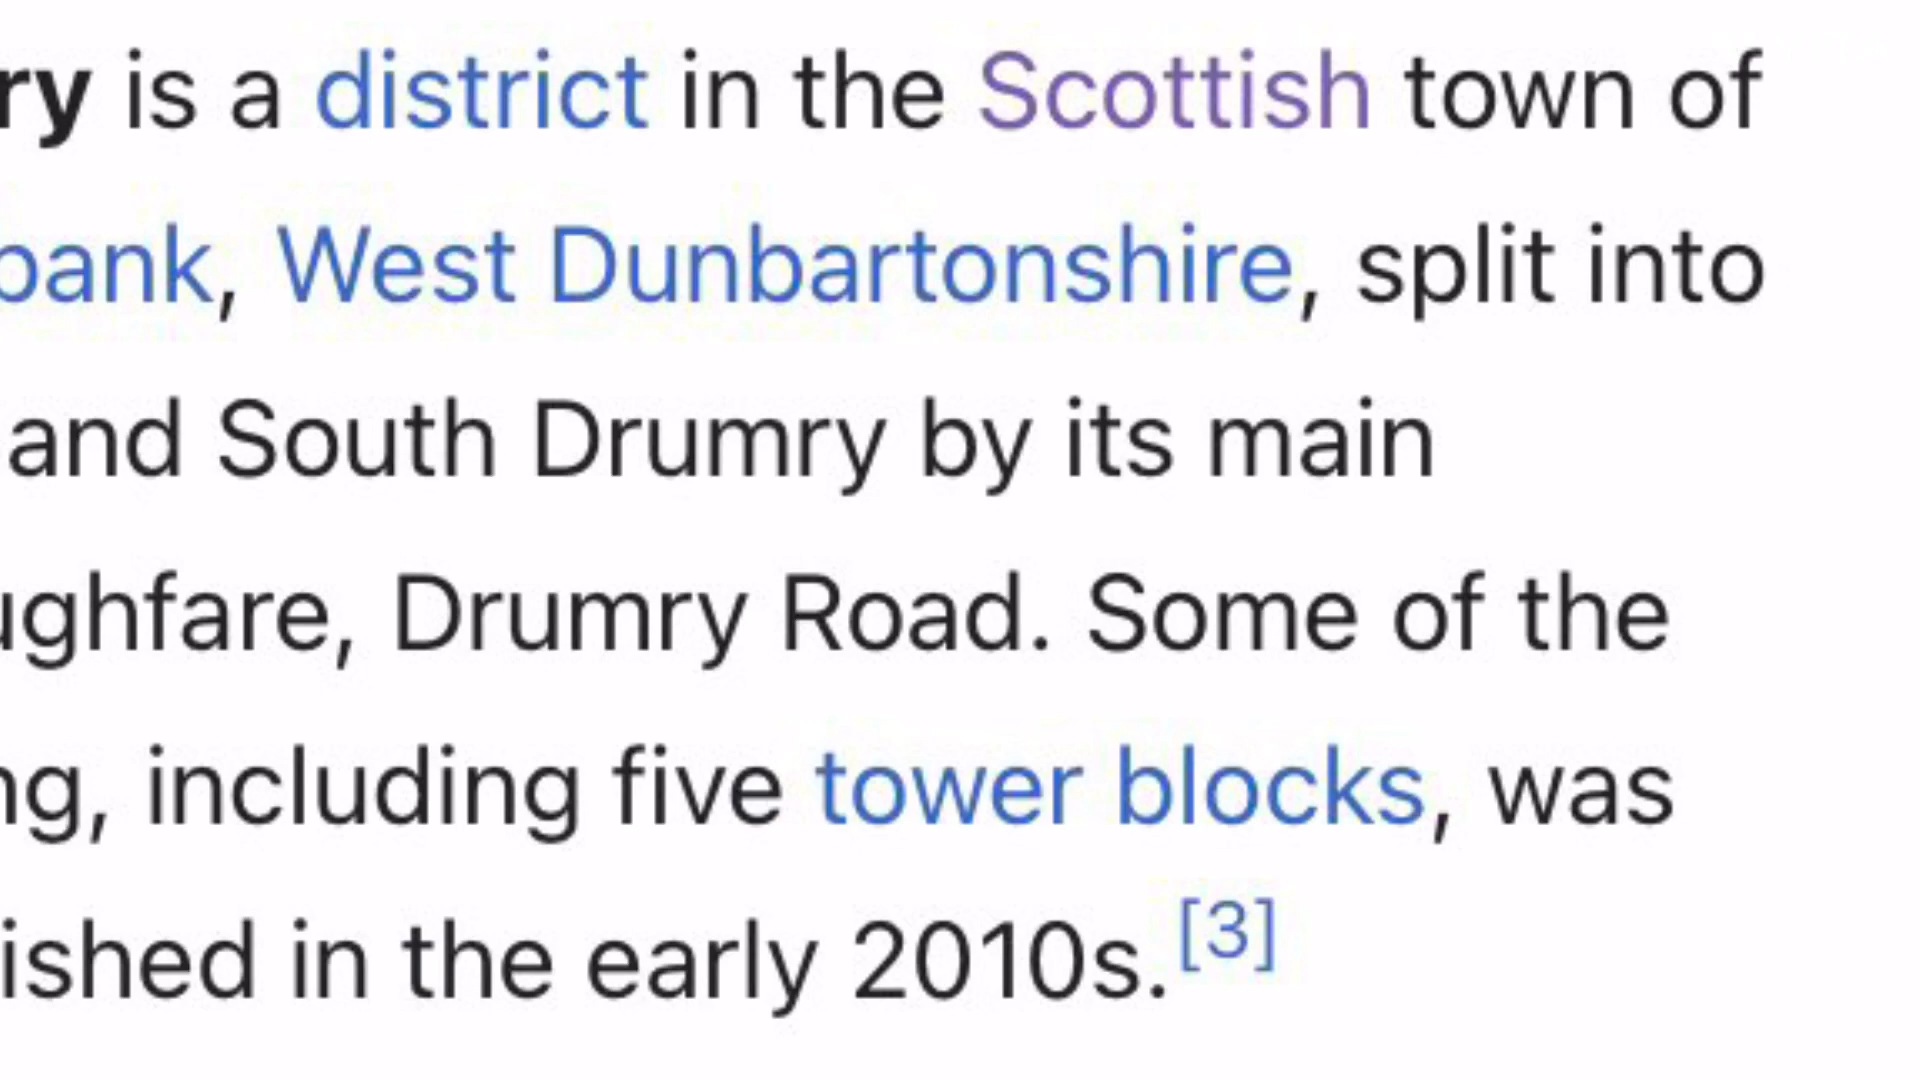 ry is a district in the Scottish town of
bank, West Dunbartonshire, split into
and South Drumry by its main
ughfare, Drumry Road. Some of the
ng, including five tower blocks, was
ished in the early 2010s.[3]